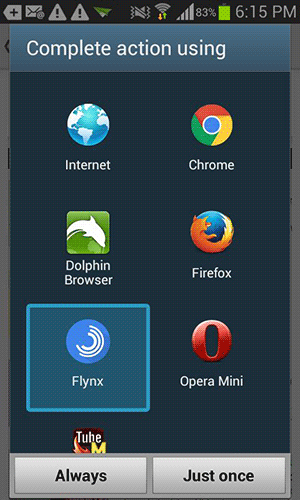 83% 6:15 PM
Complete action using
Internet
Chrome
Dolphin
Browser
Firefox
Flynx
Opera Mini
Tube
M
Always
Just once